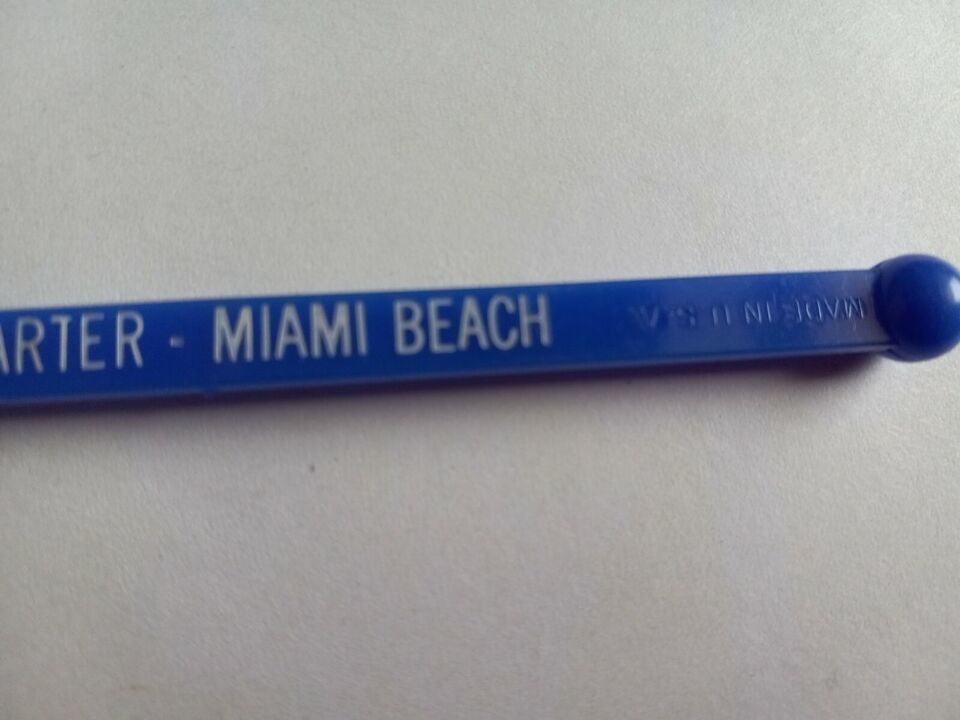 ARTER - MIAMI BEACH
MADE IN U.S.A.